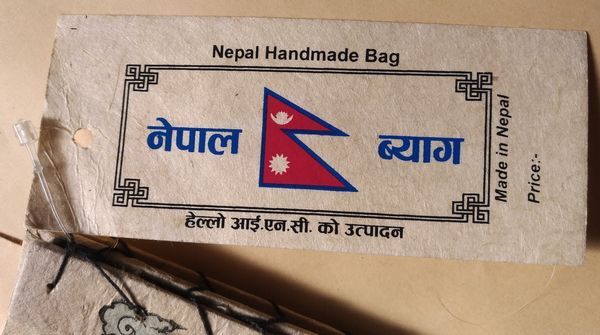 Nepal Handmade Bag
नेपाल ब्याग
हेल्लो आई.एन.सी. को उत्पादन
Made in Nepal
Price:-